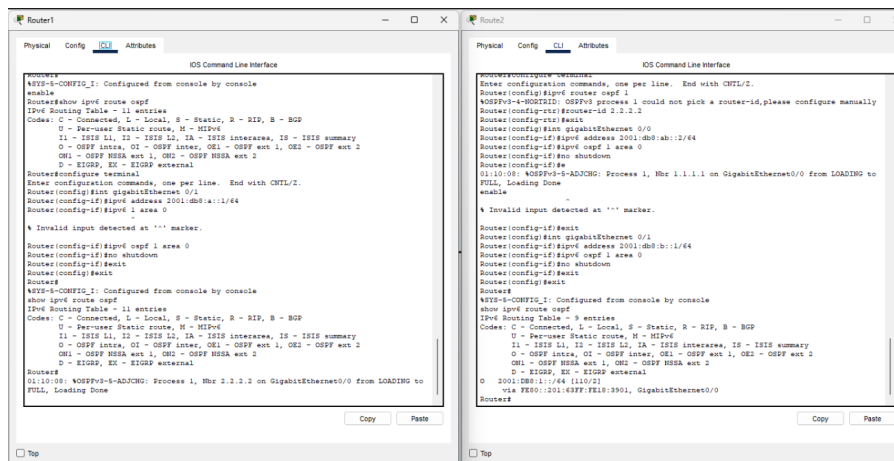 Router1
Physical Config CLI Attributes
IOS Command Line Interface
Router#
%SYS-5-CONFIG_I: Configured from console by console
enable
Router#show ipv6 route ospf
IPv6 Routing Table - 11 entries
Codes: C - Connected, L - Local, S - Static, R - RIP, B - BGP
U - Per-user Static route, M - MIPv6
I1 - ISIS L1, I2 - ISIS L2, IA - ISIS interarea, IS - ISIS summary
O - OSPF intra, OI - OSPF inter, OE1 - OSPF ext 1, OE2 - OSPF ext 2
ON1 - OSPF NSSA ext 1, ON2 - OSPF NSSA ext 2
D - EIGRP, EX - EIGRP external
Router#configure terminal
Enter configuration commands, one per line. End with CNTL/Z.
Router(config)#int gigabitEthernet 0/1
Router(config-if)#ipv6 address 2001:db8:a::1/64
Router(config-if)#ipv6 1 area 0
^
% Invalid input detected at '^' marker.
Router(config-if)#ipv6 ospf 1 area 0
Router(config-if)#no shutdown
Router(config-if)#exit
Router(config)#exit
Router#
%SYS-5-CONFIG_I: Configured from console by console
show ipv6 route ospf
IPv6 Routing Table - 11 entries
Codes: C - Connected, L - Local, S - Static, R - RIP, B - BGP
U - Per-user Static route, M - MIPv6
I1 - ISIS L1, I2 - ISIS L2, IA - ISIS interarea, IS - ISIS summary
O - OSPF intra, OI - OSPF inter, OE1 - OSPF ext 1, OE2 - OSPF ext 2
ON1 - OSPF NSSA ext 1, ON2 - OSPF NSSA ext 2
D - EIGRP, EX - EIGRP external
Router#
01:10:08: %OSPFv3-5-ADJCHG: Process 1, Nbr 2.2.2.2 on GigabitEthernet0/0 from LOADING to
FULL, Loading Done
Copy Paste
Top
Route2
Physical Config CLI Attributes
IOS Command Line Interface
Router#configure terminal
Enter configuration commands, one per line. End with CNTL/Z.
Router(config)#ipv6 router ospf 1
%OSPFv3-4-NORTRID: OSPFv3 process 1 could not pick a router-id,please configure manually
Router(config-rtr)#router-id 2.2.2.2
Router(config-rtr)#exit
Router(config)#int gigabitEthernet 0/0
Router(config-if)#ipv6 address 2001:db8:ab::2/64
Router(config-if)#ipv6 ospf 1 area 0
Router(config-if)#no shutdown
Router(config-if)#e
01:10:08: %OSPFv3-5-ADJCHG: Process 1, Nbr 1.1.1.1 on GigabitEthernet0/0 from LOADING to
FULL, Loading Done
enable
^
% Invalid input detected at '^' marker.
Router(config-if)#exit
Router(config)#int gigabitEthernet 0/1
Router(config-if)#ipv6 address 2001:db8:b::1/64
Router(config-if)#ipv6 ospf 1 area 0
Router(config-if)#no shutdown
Router(config-if)#exit
Router(config)#exit
Router#
%SYS-5-CONFIG_I: Configured from console by console
show ipv6 route ospf
IPv6 Routing Table - 9 entries
Codes: C - Connected, L - Local, S - Static, R - RIP, B - BGP
U - Per-user Static route, M - MIPv6
I1 - ISIS L1, I2 - ISIS L2, IA - ISIS interarea, IS - ISIS summary
O - OSPF intra, OI - OSPF inter, OE1 - OSPF ext 1, OE2 - OSPF ext 2
ON1 - OSPF NSSA ext 1, ON2 - OSPF NSSA ext 2
D - EIGRP, EX - EIGRP external
O 2001:DB8:1::/64 [110/2]
via FE80::201:63FF:FE18:3901, GigabitEthernet0/0
Router#
Copy Paste
Top